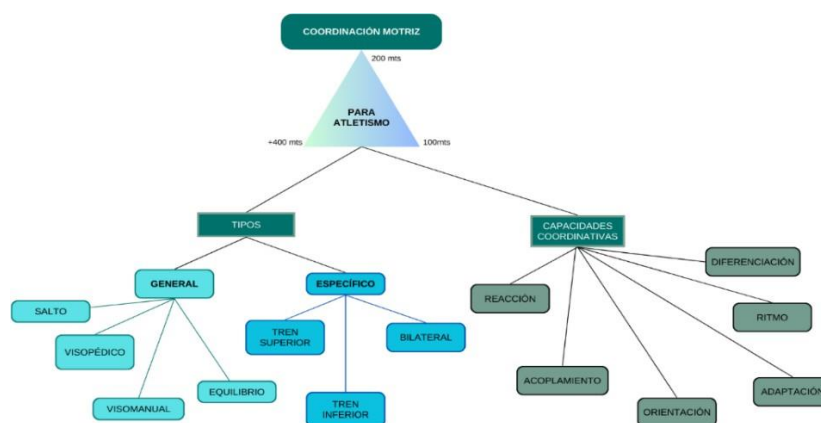 COORDINACIÓN MOTRIZ
200 mts
PARA
ATLETISMO
+400 mts
100mts
TIPOS
CAPACIDADES
COORDINATIVAS
GENERAL
ESPECÍFICO
DIFERENCIACIÓN
REACCIÓN
SALTO
RITMO
TREN
SUPERIOR
BILATERAL
VISOPÉDICO
ACOPLAMIENTO
EQUILIBRIO
ADAPTACIÓN
VISOMANUAL
TREN
INFERIOR
ORIENTACIÓN